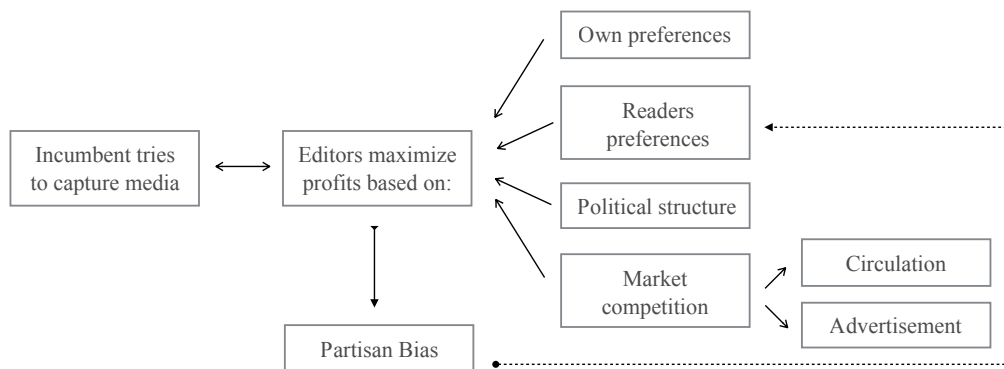 Own preferences
Readers
preferences
Incumbent tries
to capture media
Editors maximize
profits based on:
Political structure
Market
competition
Circulation
Advertisement
Partisan Bias